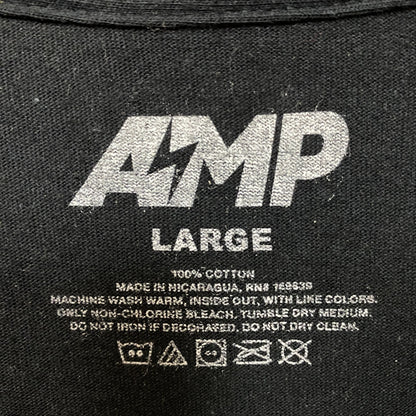 AMP
LARGE
100% COTTON
MADE IN NICARAGUA, RN# 169639
MACHINE WASH WARM, INSIDE OUT, WITH LIKE COLORS.
ONLY NON-CHLORINE BLEACH. TUMBLE DRY MEDIUM.
DO NOT IRON IF DECORATED. DO NOT DRY CLEAN.